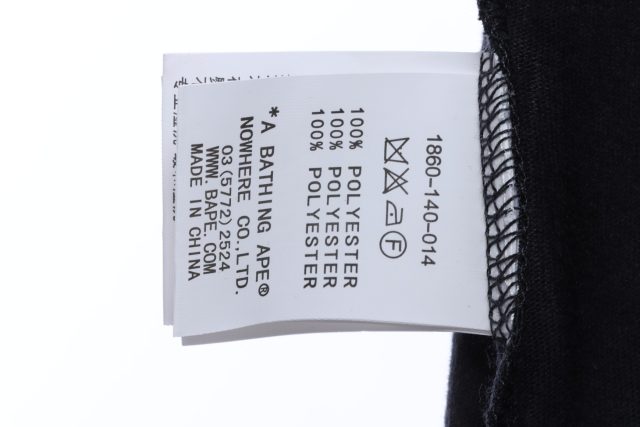 1860-140-014
F
100% POLYESTER
100% POLYESTER
100% POLYESTER
*A BATHING APE®
NOWHERE CO.,LTD.
03(5772)2524
WWW.BAPE.COM
MADE IN CHINA